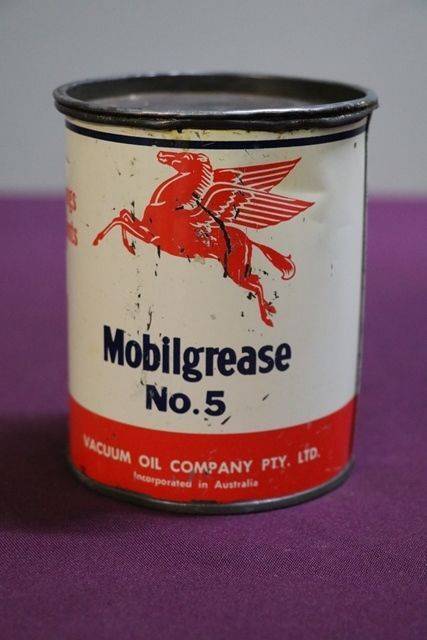 Mobilgrease
No. 5
VACUUM OIL COMPANY PTY. LTD.
Incorporated in Australia